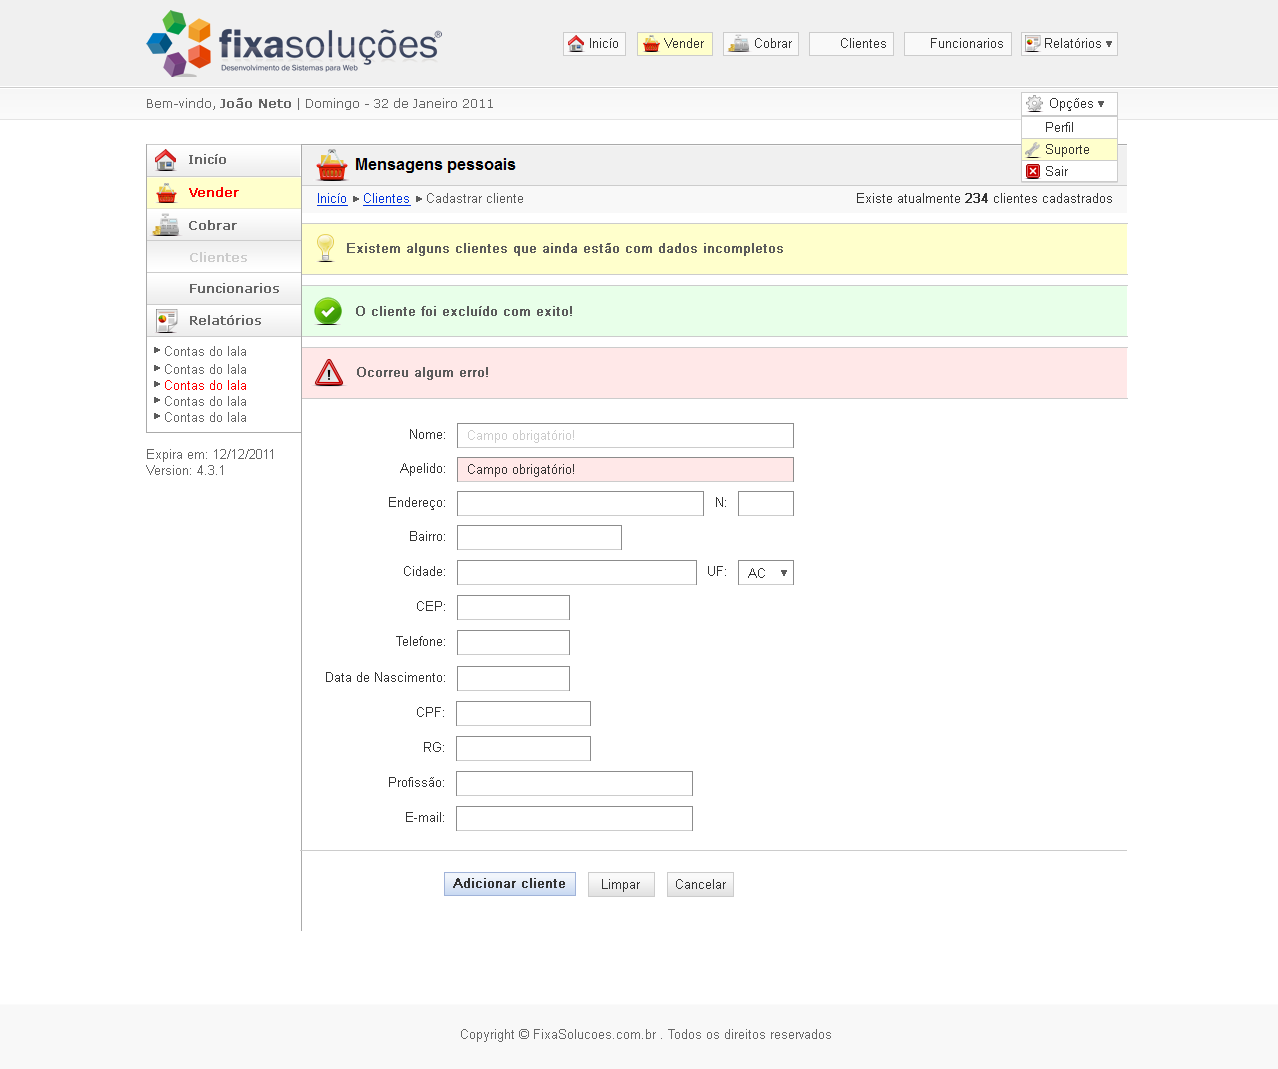 fixasoluções®
Desenvolvimento de Sistemas para Web
Inicío
Vender
Cobrar
Clientes
Funcionarios
Relatórios ▾
Bem-vindo, João Neto | Domingo - 32 de Janeiro 2011
Opções ▾
Perfil
Suporte
Sair
Inicío
Vender
Cobrar
Clientes
Funcionarios
Relatórios
Contas do lala
Contas do lala
Contas do lala
Contas do lala
Contas do lala
Expira em: 12/12/2011
Version: 4.3.1
Mensagens pessoais
Inicío ▸ Clientes ▸ Cadastrar cliente
Existe atualmente 234 clientes cadastrados
Existem alguns clientes que ainda estão com dados incompletos
O cliente foi excluído com exito!
Ocorreu algum erro!
Nome: Campo obrigatório!
Apelido: Campo obrigatório!
Endereço: N:
Bairro:
Cidade: UF: AC ▾
CEP:
Telefone:
Data de Nascimento:
CPF:
RG:
Profissão:
E-mail:
Adicionar cliente
Limpar
Cancelar
Copyright © FixaSolucoes.com.br . Todos os direitos reservados